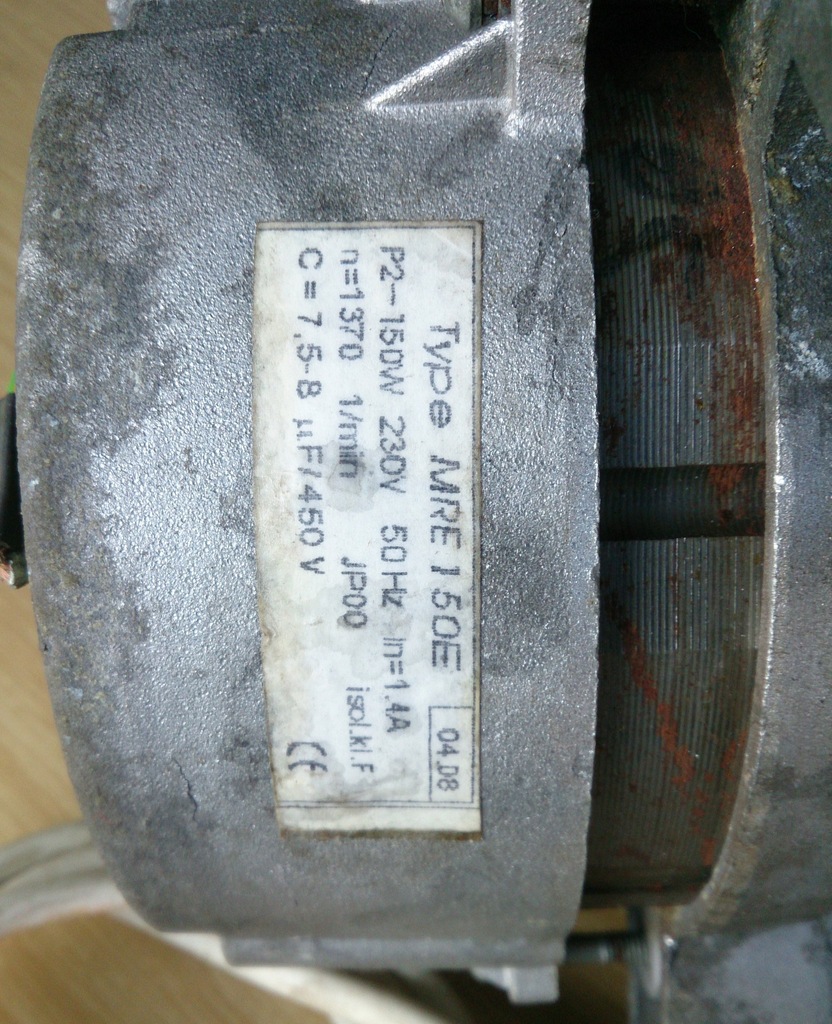 Type MRE 150E 04.08
P2-150W 230V 50Hz In=1.4A
n=1370 1/min JP00 isol.kl.F
C = 7,5-8 µF/450V CE